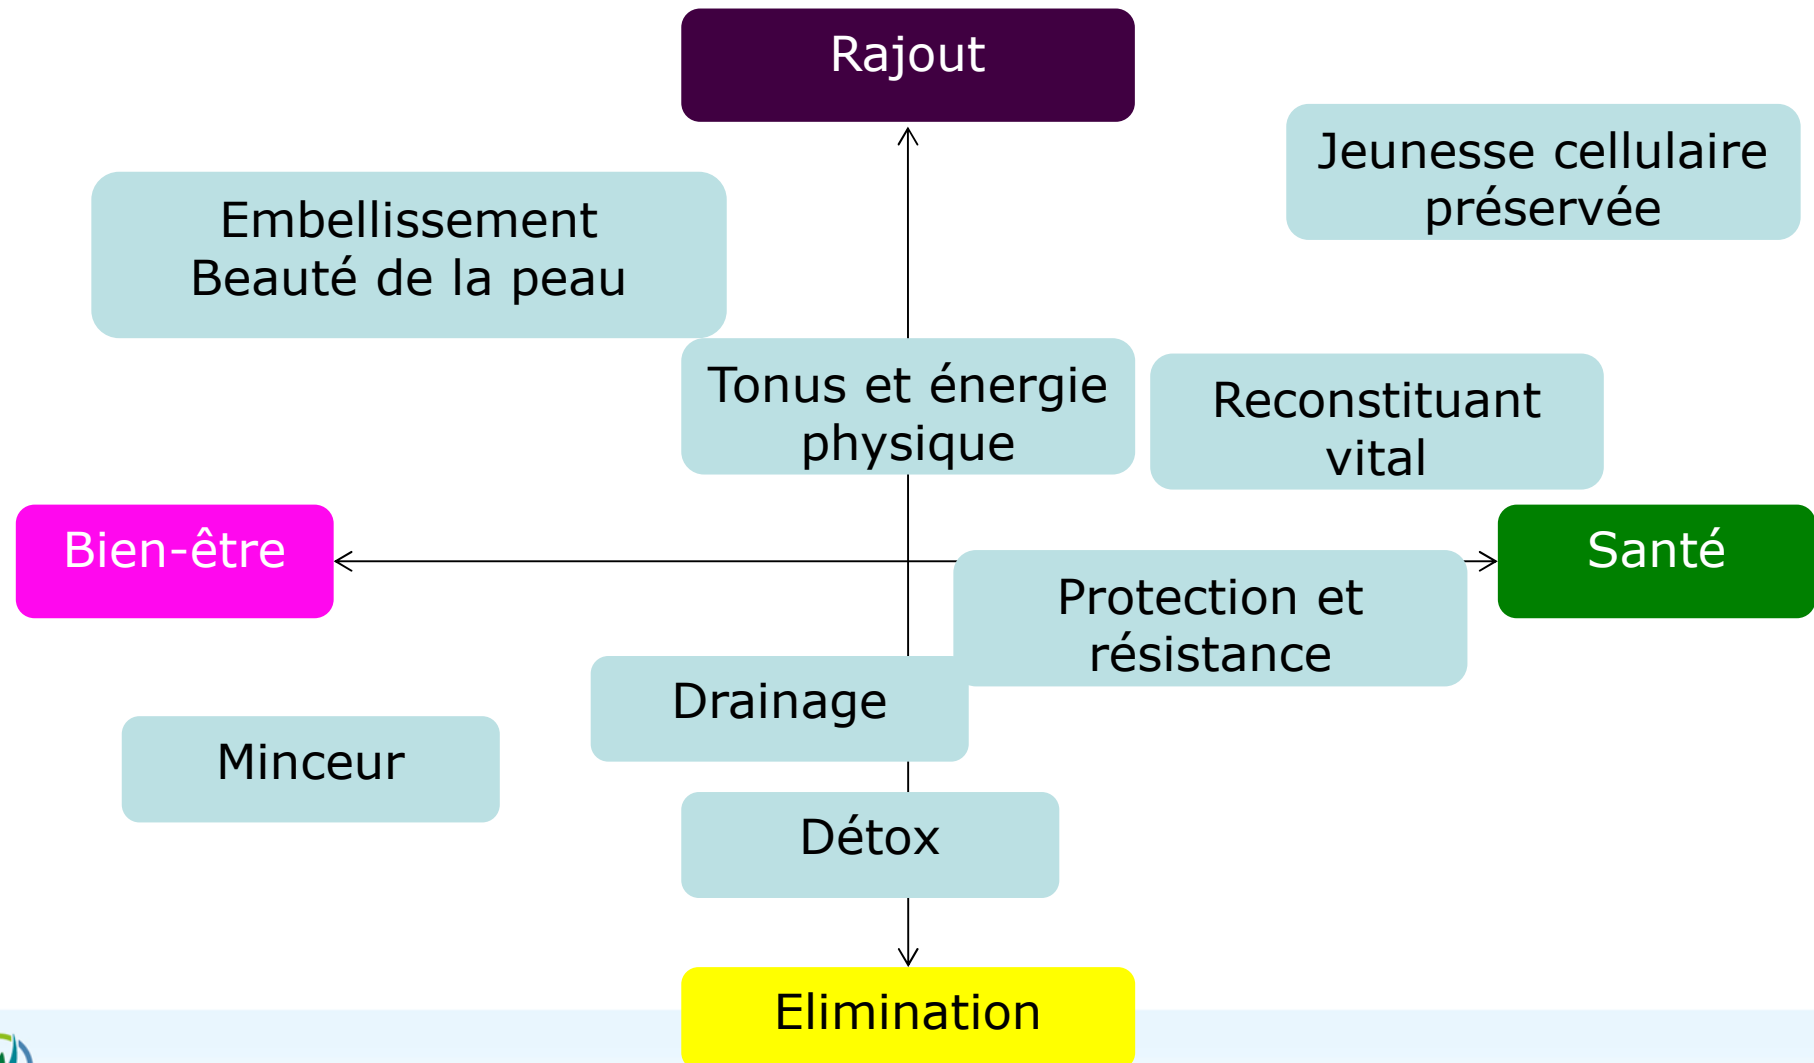 Rajout
Jeunesse cellulaire
préservée
Embellissement
Beauté de la peau
Tonus et énergie
physique
Reconstituant
vital
Bien-être
Santé
Protection et
résistance
Drainage
Minceur
Détox
Elimination